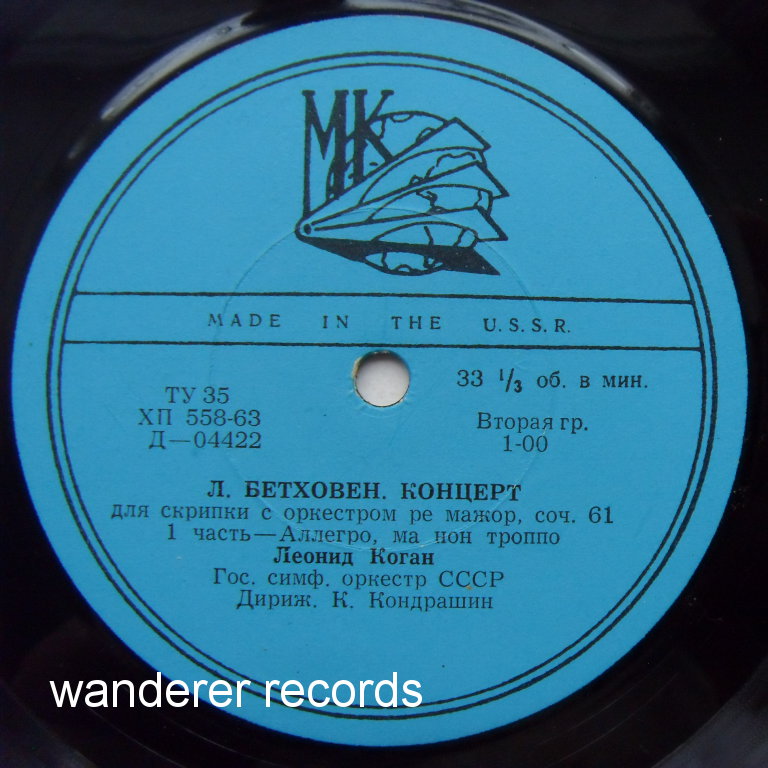 МК
MADE IN THE U.S.S.R.
ТУ 35
ХП 558-63
Д—04422
33 1/3 об. в мин.
Вторая гр.
1-00
Л. БЕТХОВЕН. КОНЦЕРТ
для скрипки с оркестром ре мажор, соч. 61
1 часть—Аллегро, ма нон троппо
Леонид Коган
Гос. симф. оркестр СССР
Дириж. К. Кондрашин
wanderer records